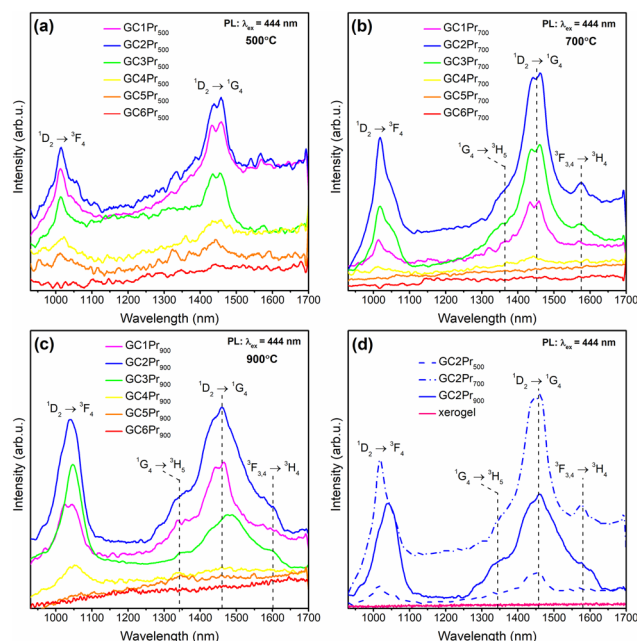 (a)
PL: λex = 444 nm
500°C
GC1Pr500
GC2Pr500
GC3Pr500
GC4Pr500
GC5Pr500
GC6Pr500
¹D₂ → ³F₄
¹D₂ → ¹G₄
Intensity (arb.u.)
1000 1100 1200 1300 1400 1500 1600 1700
Wavelength (nm)
(b)
PL: λex = 444 nm
700°C
GC1Pr700
GC2Pr700
GC3Pr700
GC4Pr700
GC5Pr700
GC6Pr700
¹D₂ → ¹G₄
¹D₂ → ³F₄
¹G₄ → ³H₅
³F₃,₄ → ³H₄
Intensity (arb.u.)
1000 1100 1200 1300 1400 1500 1600 1700
Wavelength (nm)
(c)
PL: λex = 444 nm
900°C
GC1Pr900
GC2Pr900
GC3Pr900
GC4Pr900
GC5Pr900
GC6Pr900
¹D₂ → ¹G₄
¹D₂ → ³F₄
¹G₄ → ³H₅
³F₃,₄ → ³H₄
Intensity (arb.u.)
1000 1100 1200 1300 1400 1500 1600 1700
Wavelength (nm)
(d)
PL: λex = 444 nm
GC2Pr500
GC2Pr700
GC2Pr900
xerogel
¹D₂ → ¹G₄
¹D₂ → ³F₄
¹G₄ → ³H₅
³F₃,₄ → ³H₄
Intensity (arb.u.)
1000 1100 1200 1300 1400 1500 1600 1700
Wavelength (nm)